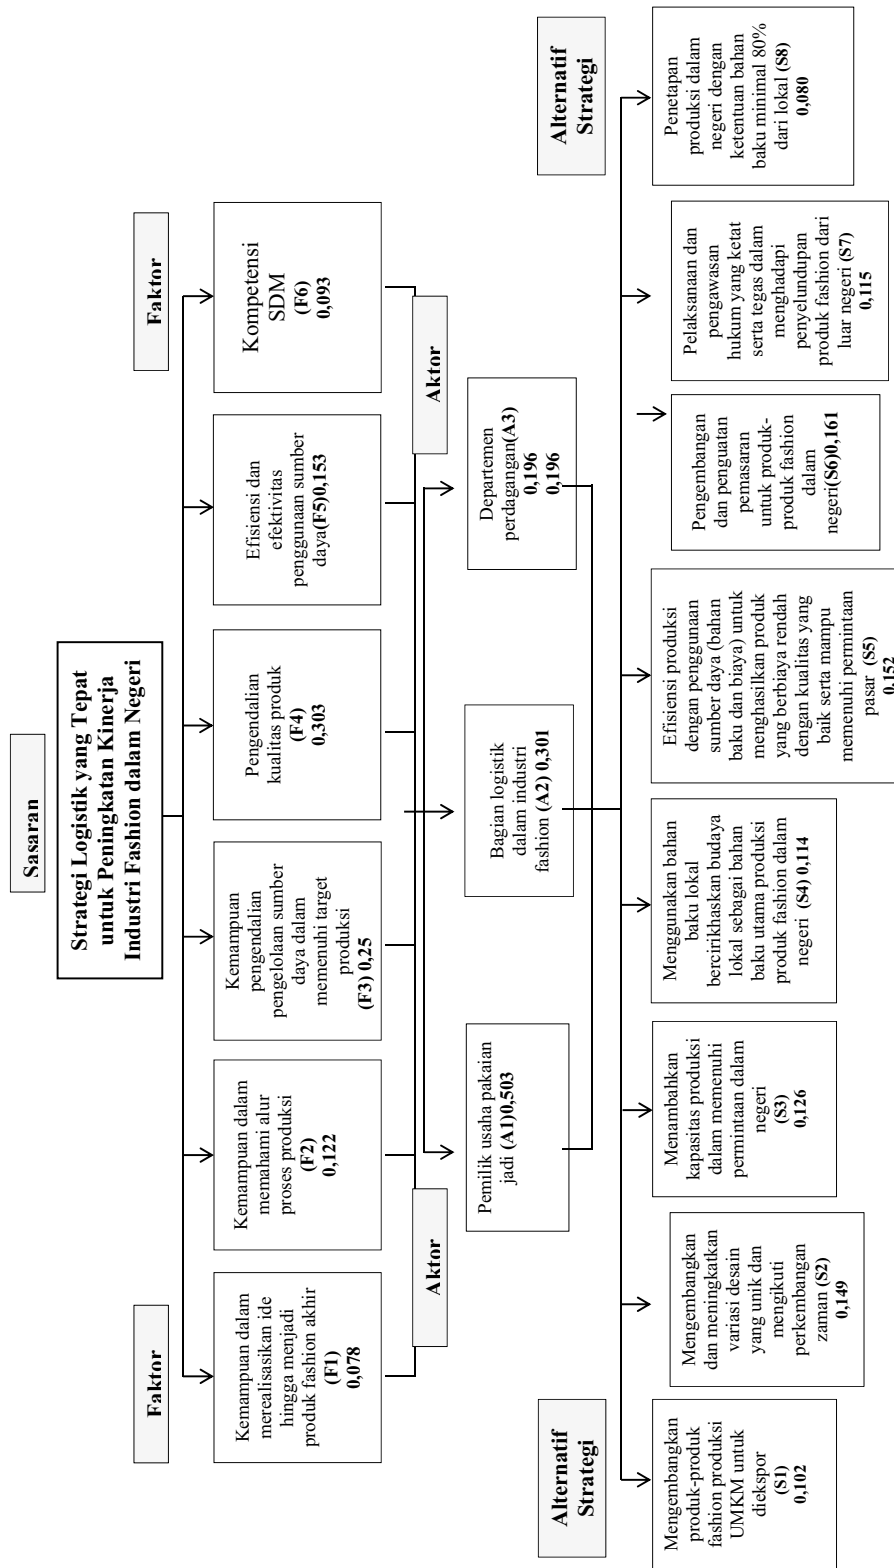 Sasaran
Strategi Logistik yang Tepat
untuk Peningkatan Kinerja
Industri Fashion dalam Negeri
Faktor
Faktor
Kemampuan dalam
merealisasikan ide
hingga menjadi
produk fashion akhir
(F1)
0,078
Kemampuan dalam
memahami alur
proses produksi
(F2)
0,122
Kemampuan
pengendalian
pengelolaan sumber
daya dalam
memenuhi target
produksi
(F3) 0,25
Pengendalian
kualitas produk
(F4)
0,303
Efisiensi dan
efektivitas
penggunaan sumber
daya(F5)0,153
Kompetensi
SDM
(F6)
0,093
Aktor
Aktor
Pemilik usaha pakaian
jadi (A1)0,503
Bagian logistik
dalam industri
fashion (A2) 0,301
Departemen
perdagangan(A3)
0,196
0,196
Alternatif
Strategi
Alternatif
Strategi
Mengembangkan
produk-produk
fashion produksi
UMKM untuk
diekspor
(S1)
0,102
Mengembangkan
dan meningkatkan
variasi desain
yang unik dan
mengikuti
perkembangan
zaman (S2)
0,149
Menambahkan
kapasitas produksi
dalam memenuhi
permintaan dalam
negeri
(S3)
0,126
Menggunakan bahan
baku lokal
bercirikhaskan budaya
lokal sebagai bahan
baku utama produksi
produk fashion dalam
negeri (S4) 0,114
Efisiensi produksi
dengan penggunaan
sumber daya (bahan
baku dan biaya) untuk
menghasilkan produk
yang berbiaya rendah
dengan kualitas yang
baik serta mampu
memenuhi permintaan
pasar (S5)
0,152
Pengembangan
dan penguatan
pemasaran
untuk produk-
produk fashion
dalam
negeri(S6)0,161
Pelaksanaan dan
pengawasan
hukum yang ketat
serta tegas dalam
menghadapi
penyelundupan
produk fashion dari
luar negeri (S7)
0,115
Penetapan
produksi dalam
negeri dengan
ketentuan bahan
baku minimal 80%
dari lokal (S8)
0,080